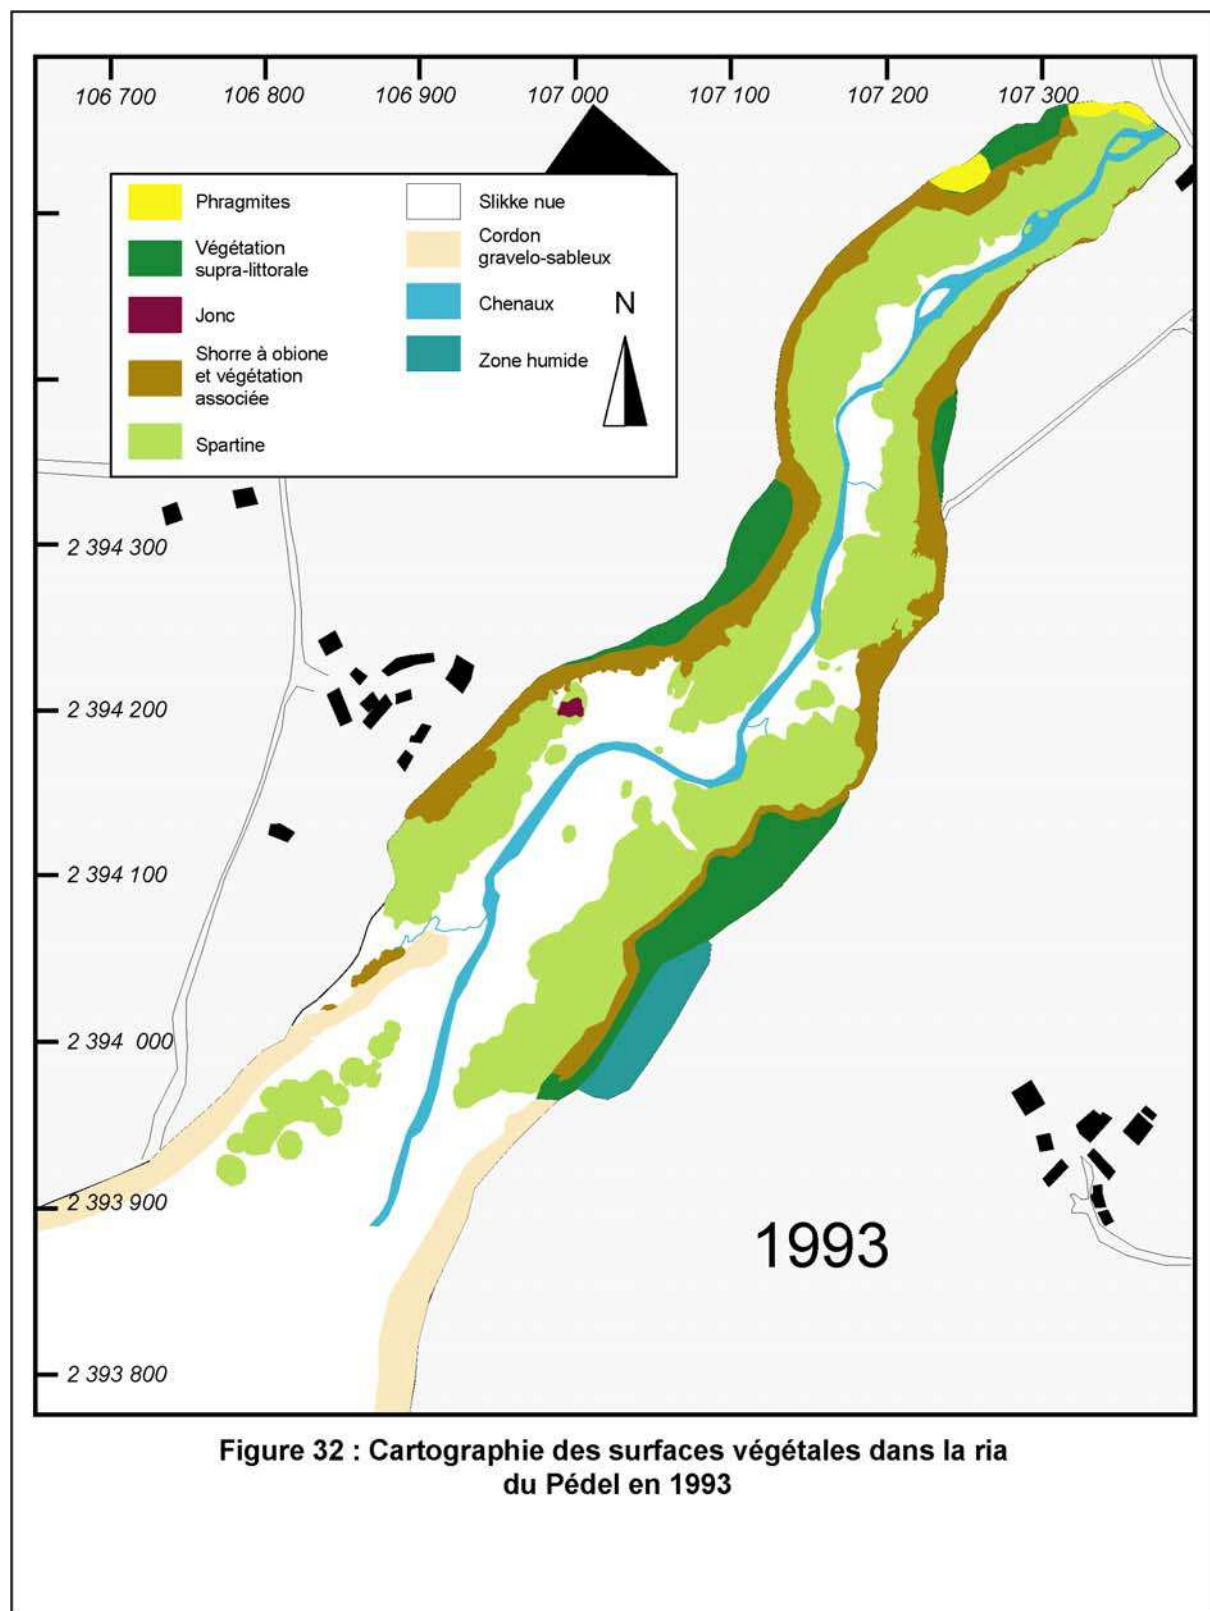 106 700
106 800
106 900
107 000
107 100
107 200
107 300
Phragmites
Végétation
supra-littorale
Jonc
Shorre à obione
et végétation
associée
Spartine
Slikke nue
Cordon
gravelo-sableux
Chenaux
Zone humide
N
2 394 300
2 394 200
2 394 100
2 394 000
2 393 900
2 393 800
1993
Figure 32 : Cartographie des surfaces végétales dans la ria
du Pédel en 1993